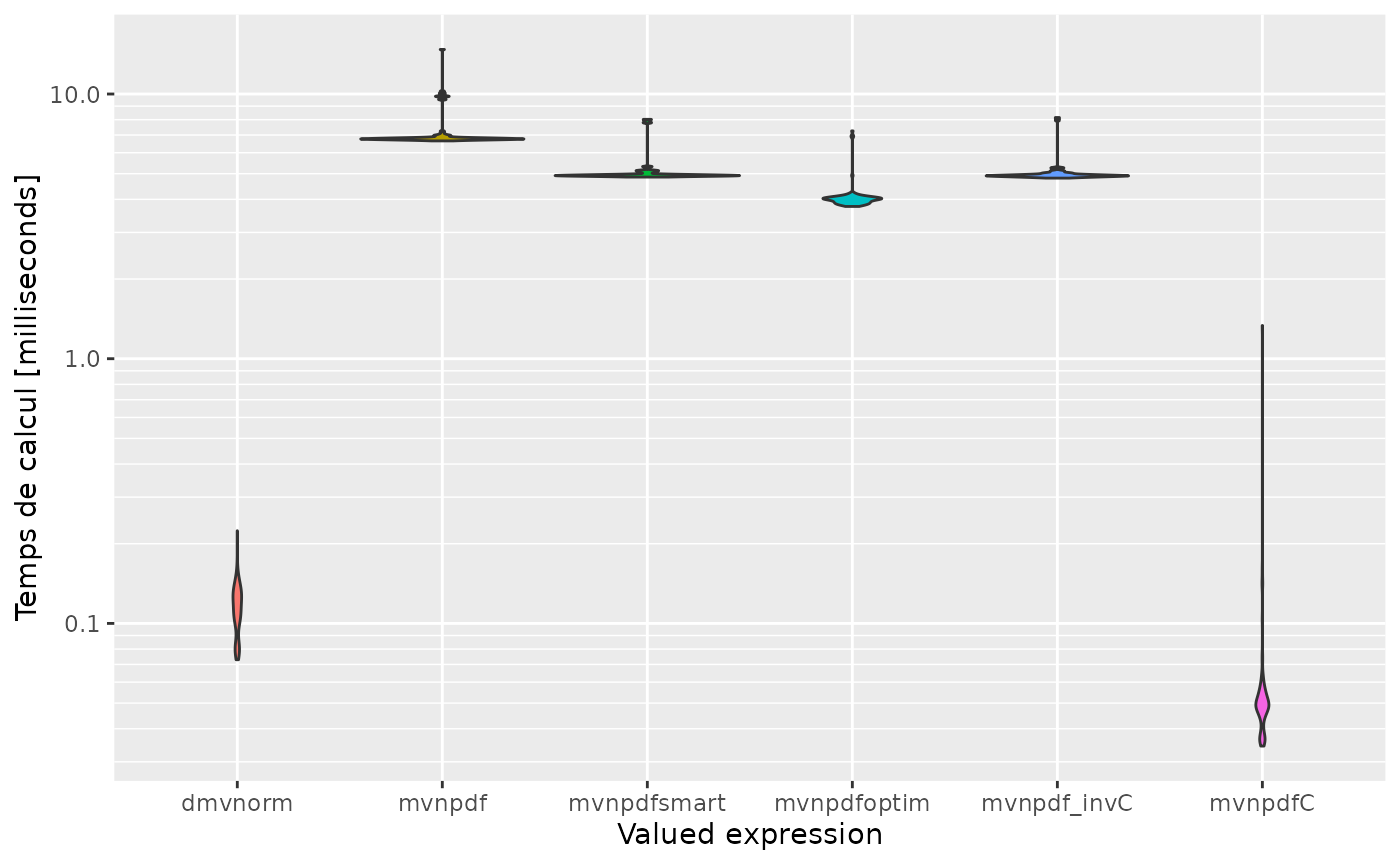 Temps de calcul [milliseconds]
10.0
1.0
0.1
dmvnorm mvnpdf mvnpdfsmart mvnpdfoptim mvnpdf_invC mvnpdfC
Valued expression